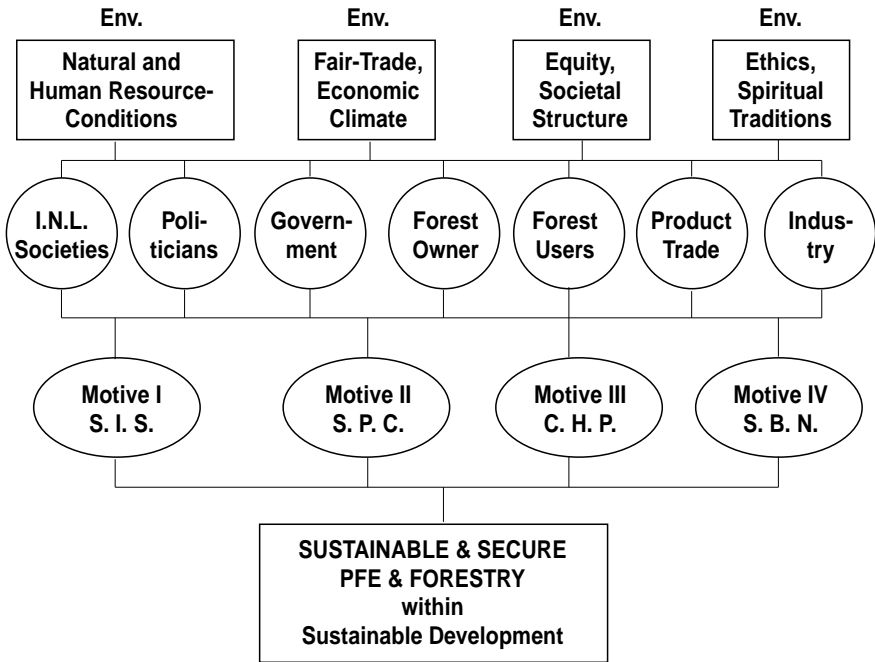 Env.
Env.
Env.
Env.
Natural and
Human Resource-
Conditions
Fair-Trade,
Economic
Climate
Equity,
Societal
Structure
Ethics,
Spiritual
Traditions
I.N.L.
Societies
Poli-
ticians
Govern-
ment
Forest
Owner
Forest
Users
Product
Trade
Indus-
try
Motive I
S. I. S.
Motive II
S. P. C.
Motive III
C. H. P.
Motive IV
S. B. N.
SUSTAINABLE & SECURE
PFE & FORESTRY
within
Sustainable Development